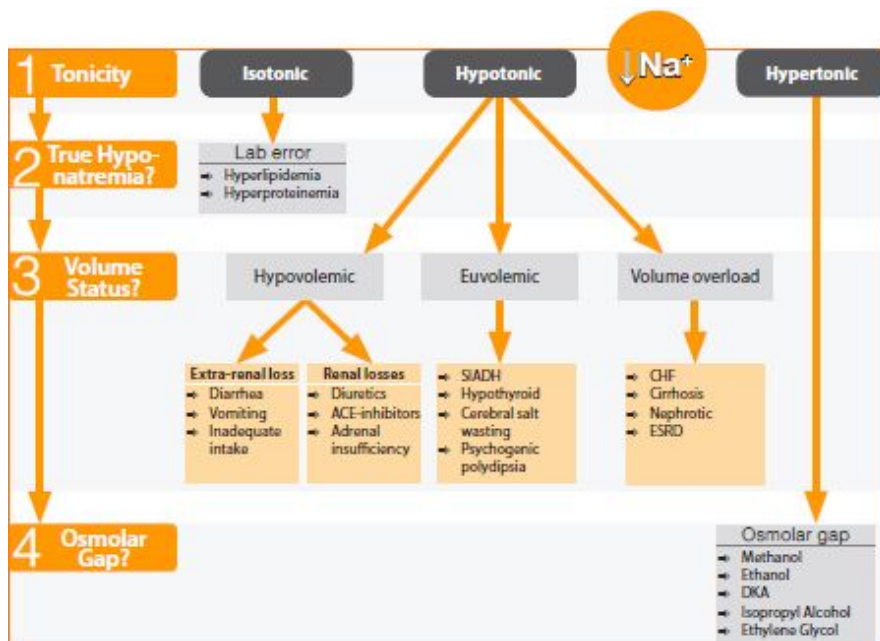 1 Tonicity
Isotonic
Hypotonic
↓Na+
Hypertonic
2 True Hypo-
natremia?
Lab error
➔ Hyperlipidemia
➔ Hyperproteinemia
3 Volume
Status?
Hypovolemic
Euvolemic
Volume overload
Extra-renal loss
➔ Diarrhea
➔ Vomiting
➔ Inadequate
intake
Renal losses
➔ Diuretics
➔ ACE-inhibitors
➔ Adrenal
insufficiency
➔ SIADH
➔ Hypothyroid
➔ Cerebral salt
wasting
➔ Psychogenic
polydipsia
➔ CHF
➔ Cirrhosis
➔ Nephrotic
➔ ESRD
4 Osmolar
Gap?
Osmolar gap
➔ Methanol
➔ Ethanol
➔ DKA
➔ Isopropyl Alcohol
➔ Ethylene Glycol